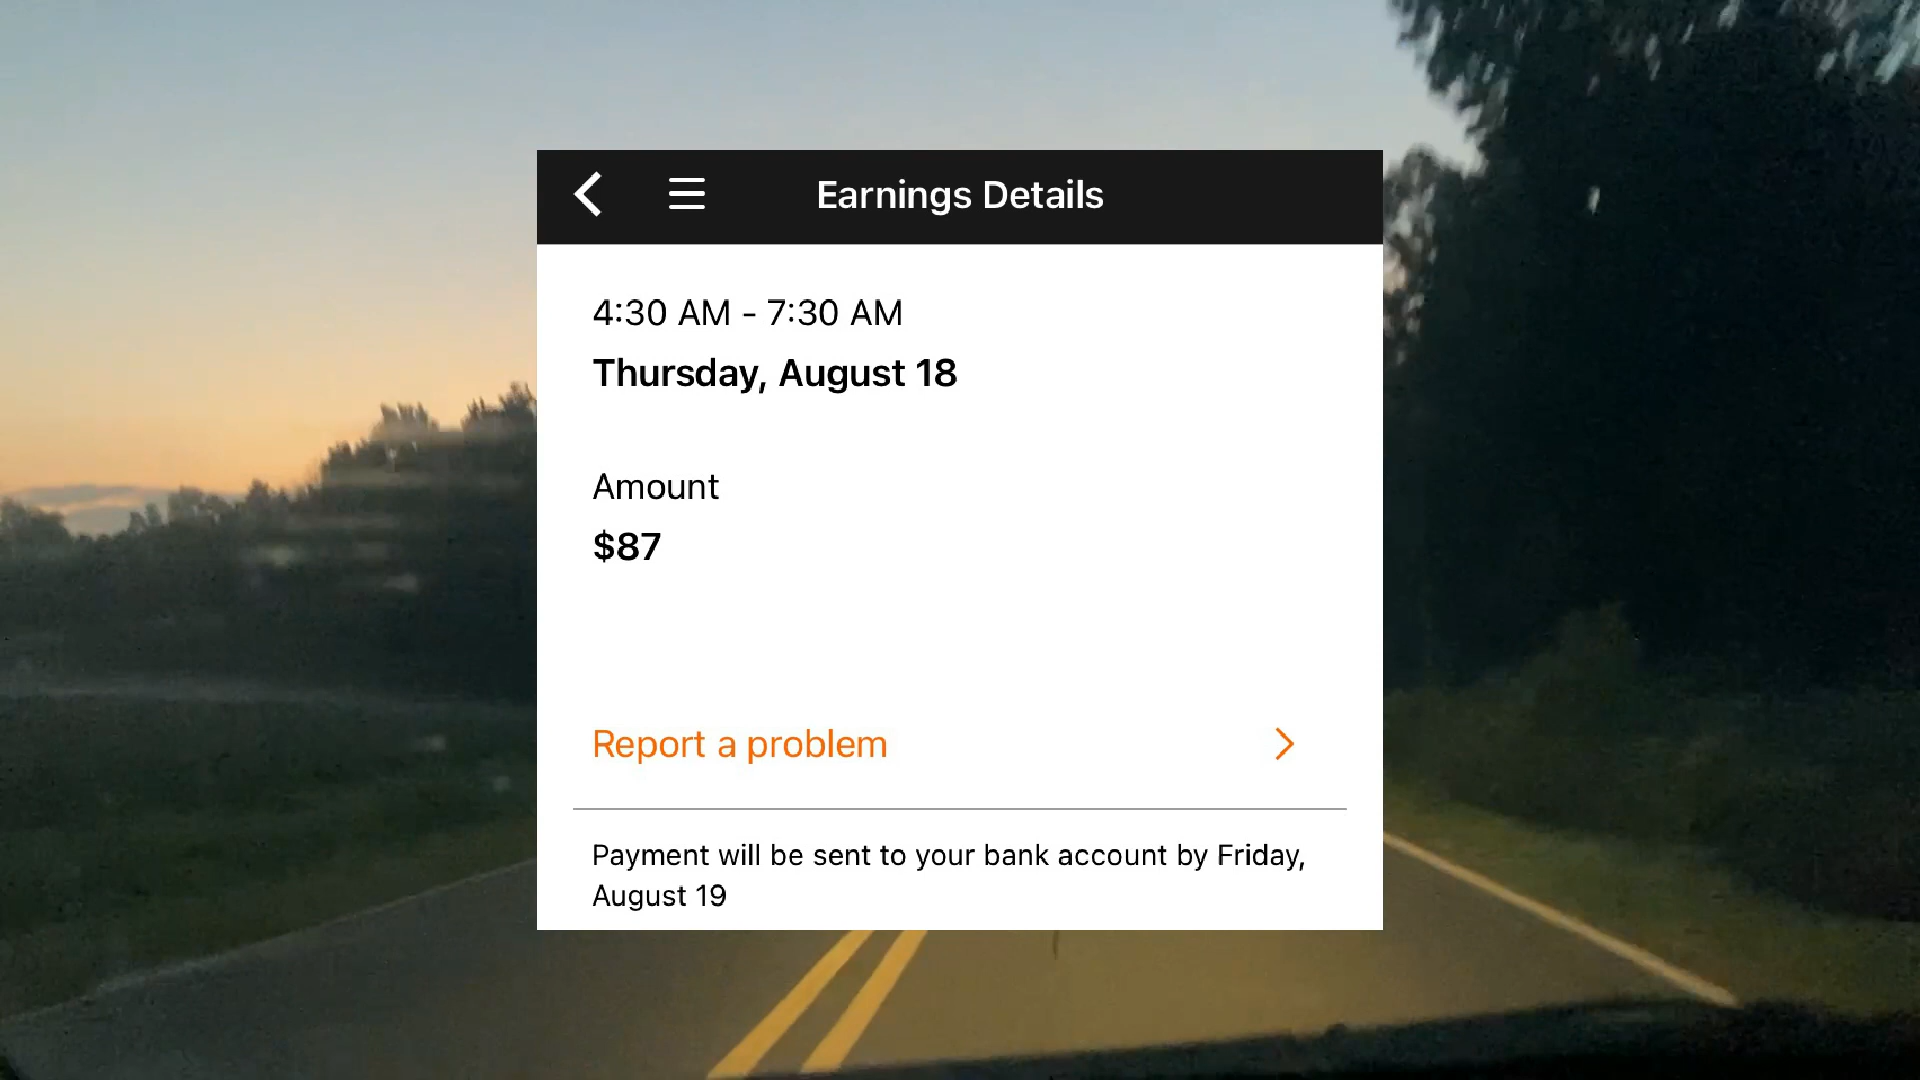 Earnings Details
4:30 AM - 7:30 AM
Thursday, August 18
Amount
$87
Report a problem
Payment will be sent to your bank account by Friday,
August 19